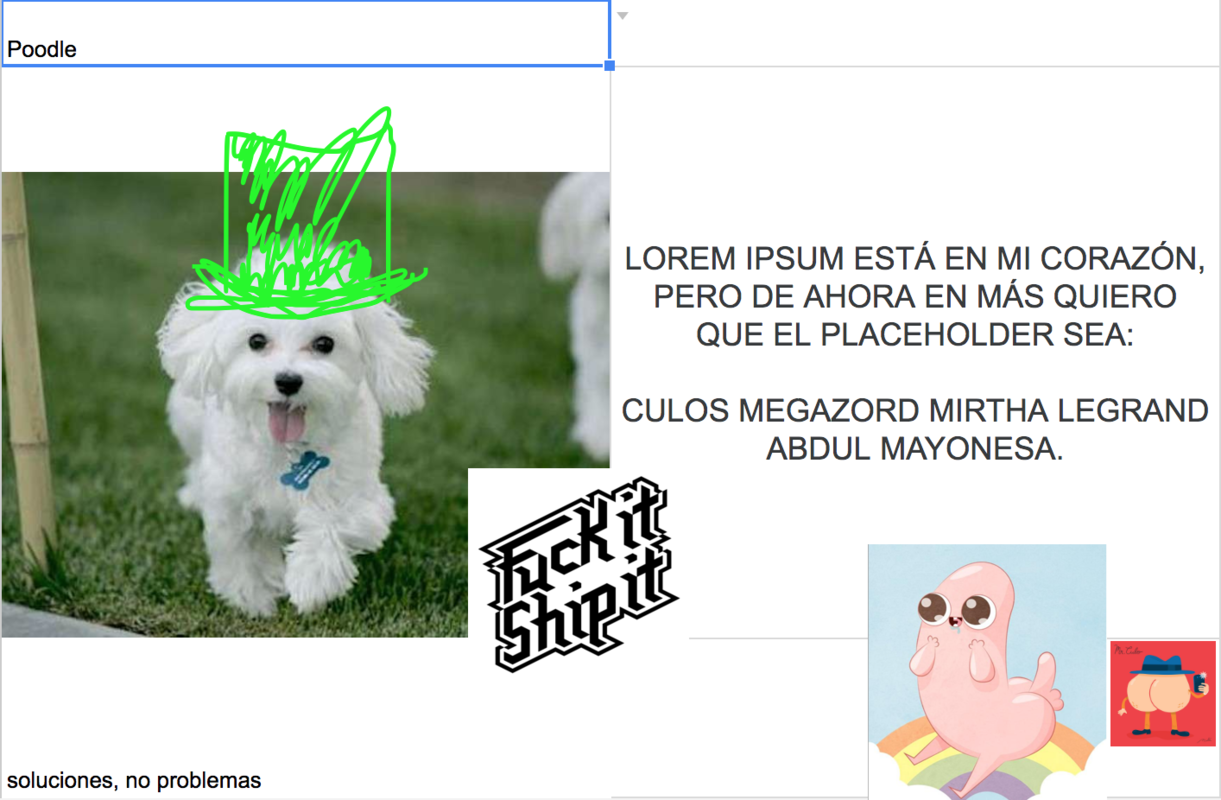 Poodle
LOREM IPSUM ESTÁ EN MI CORAZÓN,
PERO DE AHORA EN MÁS QUIERO
QUE EL PLACEHOLDER SEA:
CULOS MEGAZORD MIRTHA LEGRAND
ABDUL MAYONESA.
Fuck it
Ship it
Mr. Culo
soluciones, no problemas